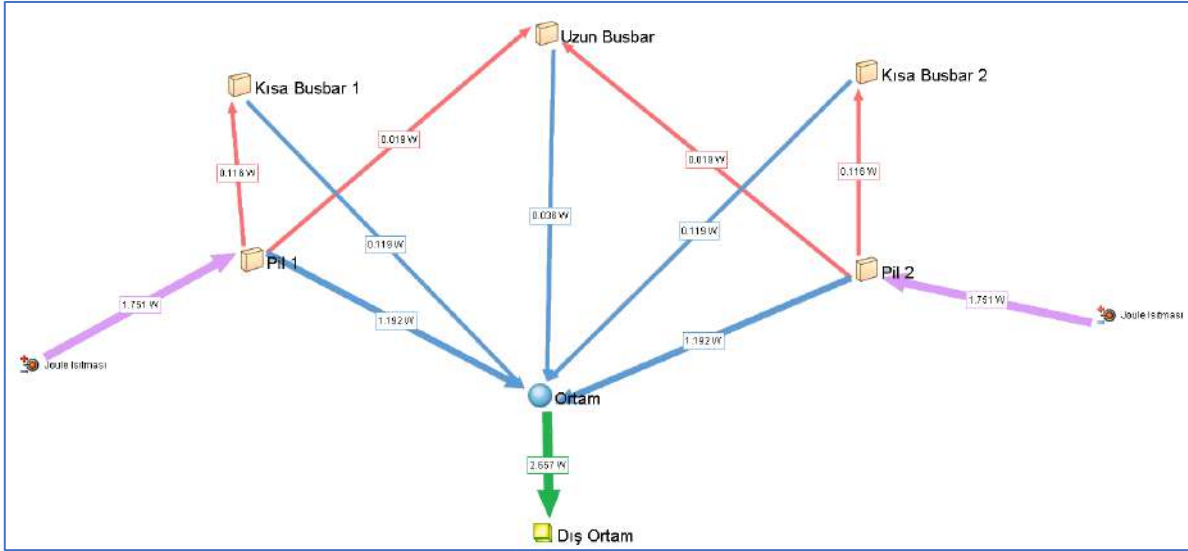 Uzun Busbar
Kısa Busbar 1
Kısa Busbar 2
0.019 W
0.019 W
0.116 W
0.116 W
0.038 W
0.119 W
0.119 W
Pil 1
Pil 2
1.751 W
1.751 W
Joule Isıtması
Joule Isıtması
1.192 W
1.192 W
Ortam
2.657 W
Dış Ortam